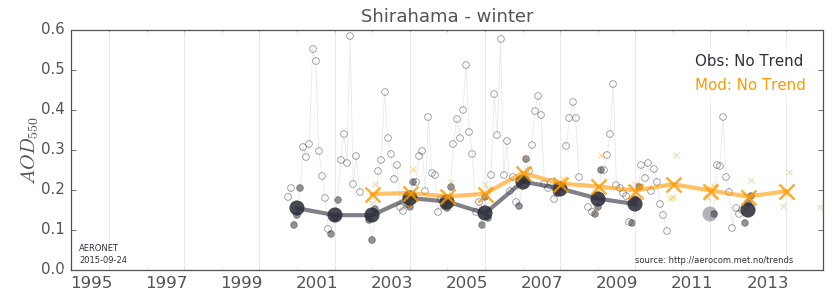 Shirahama - winter
0.6
0.5
0.4
0.3
0.2
0.1
0.0
AOD550
Obs: No Trend
Mod: No Trend
AERONET
2015-09-24
source: http://aerocom.met.no/trends
1995 1997 1999 2001 2003 2005 2007 2009 2011 2013